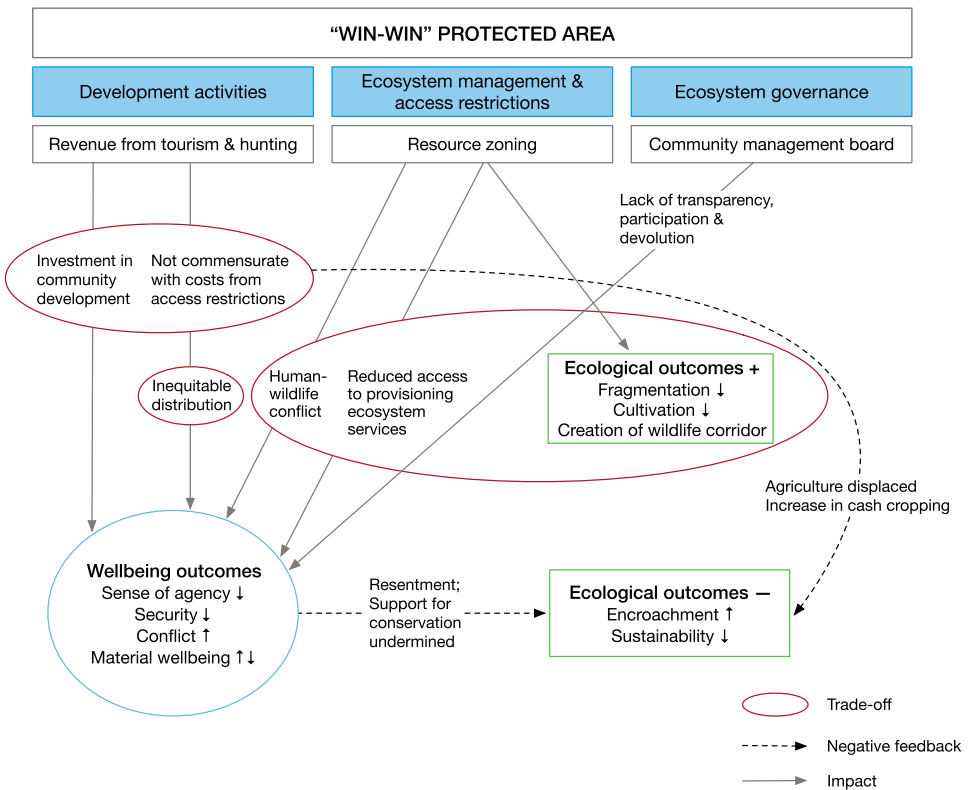 “WIN-WIN” PROTECTED AREA
Development activities
Ecosystem management &
access restrictions
Ecosystem governance
Revenue from tourism & hunting
Resource zoning
Community management board
Lack of transparency,
participation &
devolution
Investment in
community
development
Not commensurate
with costs from
access restrictions
Inequitable
distribution
Human-
wildlife
conflict
Reduced access
to provisioning
ecosystem
services
Ecological outcomes +
Fragmentation ↓
Cultivation ↓
Creation of wildlife corridor
Agriculture displaced
Increase in cash cropping
Wellbeing outcomes
Sense of agency ↓
Security ↓
Conflict ↑
Material wellbeing ↑↓
Resentment;
Support for
conservation
undermined
Ecological outcomes —
Encroachment ↑
Sustainability ↓
Trade-off
Negative feedback
Impact